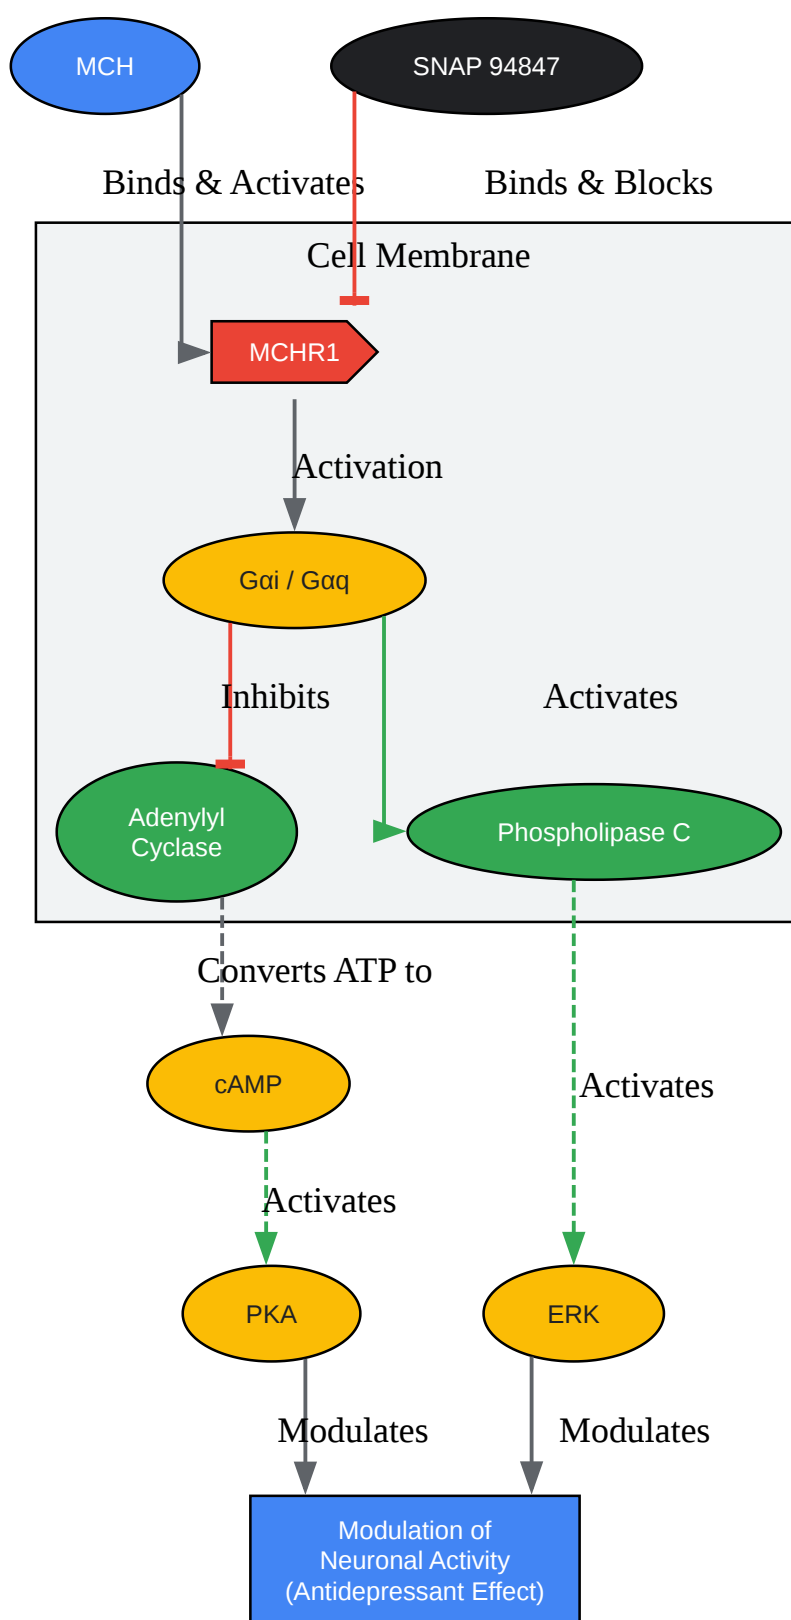 MCH
SNAP 94847
Binds & Activates
Binds & Blocks
Cell Membrane
MCHR1
Activation
Gαi / Gαq
Inhibits
Activates
Adenylyl
Cyclase
Phospholipase C
Converts ATP to
cAMP
Activates
Activates
PKA
ERK
Modulates
Modulates
Modulation of
Neuronal Activity
(Antidepressant Effect)